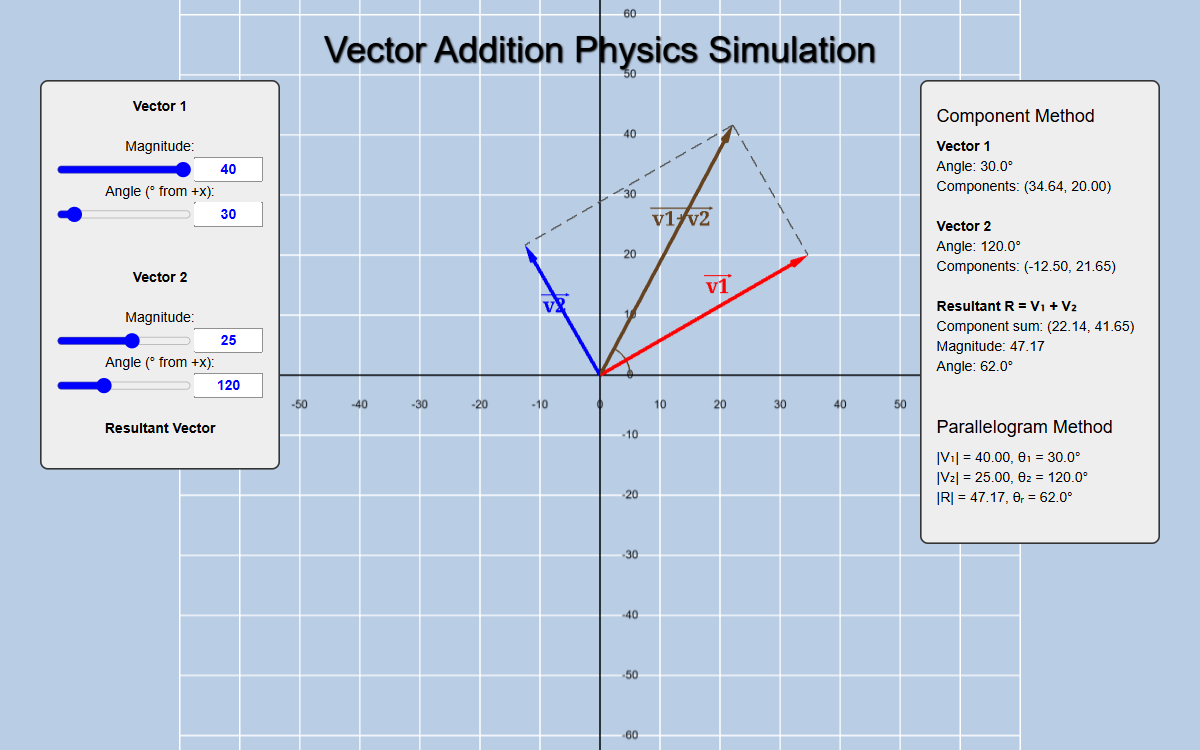 Vector Addition Physics Simulation
Vector 1
Magnitude:
40
Angle (° from +x):
30
Vector 2
Magnitude:
25
Angle (° from +x):
120
Resultant Vector
60
50
40
30
20
10
0
-50 -40 -30 -20 -10 0 10 20 30 40 50
-10
-20
-30
-40
-50
-60
v1+v2
v1
v2
Component Method
Vector 1
Angle: 30.0°
Components: (34.64, 20.00)
Vector 2
Angle: 120.0°
Components: (-12.50, 21.65)
Resultant R = V₁ + V₂
Component sum: (22.14, 41.65)
Magnitude: 47.17
Angle: 62.0°
Parallelogram Method
|V₁| = 40.00, θ₁ = 30.0°
|V₂| = 25.00, θ₂ = 120.0°
|R| = 47.17, θᵣ = 62.0°